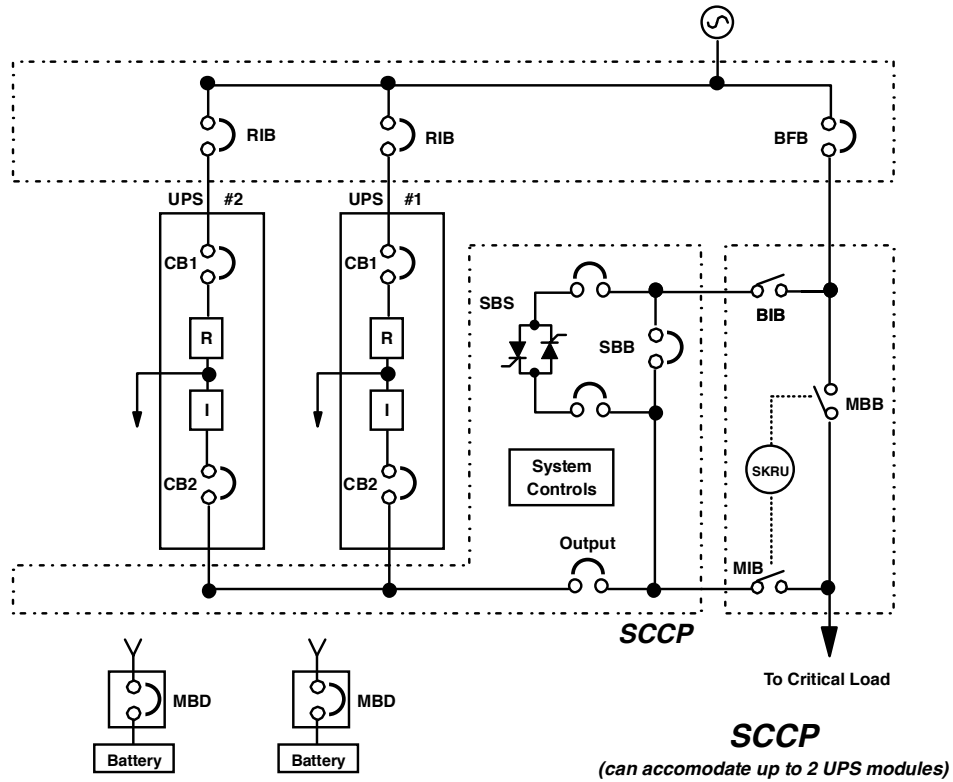 RIB
RIB
BFB
UPS #2
UPS #1
CB1
CB1
SBS
SBB
BIB
R
R
MBB
I
I
SKRU
CB2
CB2
System
Controls
Output
MIB
SCCP
MBD
MBD
To Critical Load
Battery
Battery
SCCP
(can accomodate up to 2 UPS modules)